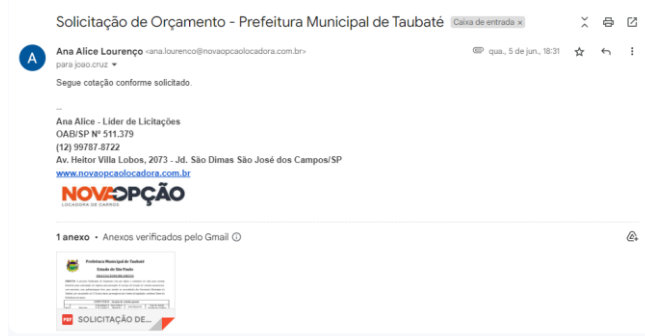 Solicitação de Orçamento - Prefeitura Municipal de Taubaté Caixa de entrada x
A Ana Alice Lourenço <ana.lourenco@novaopcaolocadora.com.br> qua., 5 de jun., 18:31
para joao.cruz
Segue cotação conforme solicitado.
--
Ana Alice - Líder de Licitações
OAB/SP Nº 511.379
(12) 99787-8722
Av. Heitor Villa Lobos, 2073 - Jd. São Dimas São José dos Campos/SP
www.novaopcaolocadora.com.br
NOVAOPÇÃO
LOCADORA DE CARROS
1 anexo • Anexos verificados pelo Gmail
Prefeitura Municipal de Taubaté
Estado de São Paulo
PDF SOLICITAÇÃO DE...